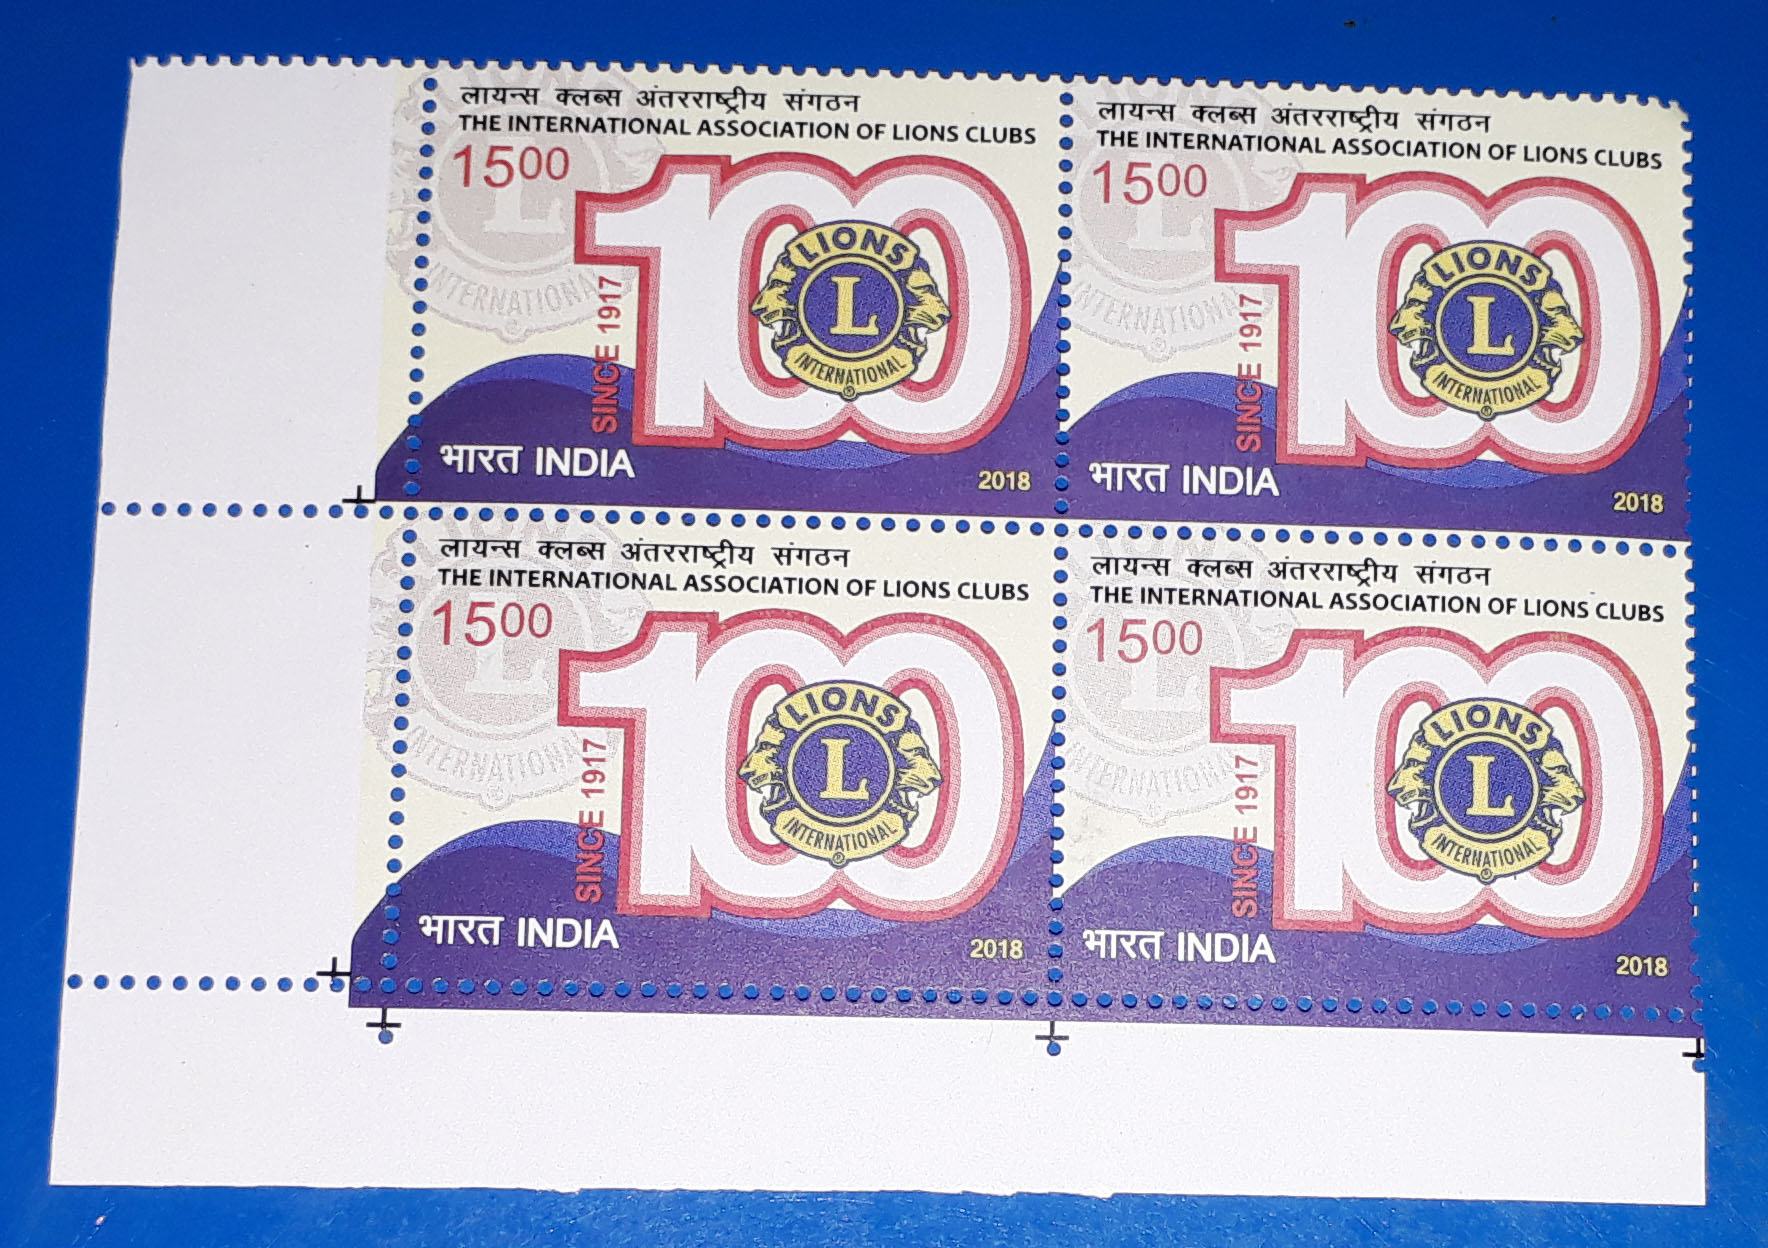 लायन्स क्लब्स अंतरराष्ट्रीय संगठन
THE INTERNATIONAL ASSOCIATION OF LIONS CLUBS
1500
LIONS
L
INTERNATIONAL
SINCE 1917
100
भारत INDIA
2018
लायन्स क्लब्स अंतरराष्ट्रीय संगठन
THE INTERNATIONAL ASSOCIATION OF LIONS CLUBS
1500
LIONS
L
INTERNATIONAL
SINCE 1917
100
भारत INDIA
2018
लायन्स क्लब्स अंतरराष्ट्रीय संगठन
THE INTERNATIONAL ASSOCIATION OF LIONS CLUBS
1500
LIONS
L
INTERNATIONAL
SINCE 1917
100
भारत INDIA
2018
लायन्स क्लब्स अंतरराष्ट्रीय संगठन
THE INTERNATIONAL ASSOCIATION OF LIONS CLUBS
1500
LIONS
L
INTERNATIONAL
SINCE 1917
100
भारत INDIA
2018